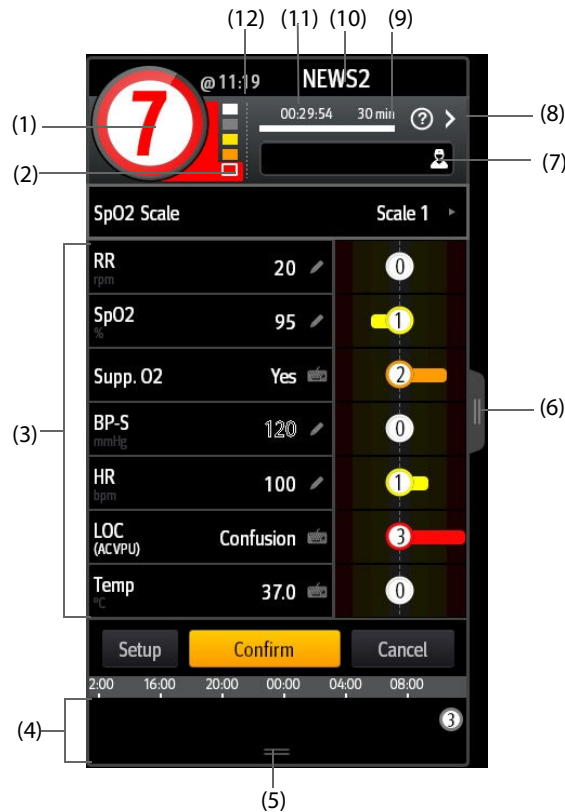 (12) (11) (10) (9)
@ 11:19 NEWS2
(1) 7 00:29:54 30 min ? (8)
(2) (7)
SpO2 Scale Scale 1
(3)
RR 20 0
rpm
SpO2 95 1
%
Supp. O2 Yes 2
(6)
BP-S 120 0
mmHg
HR 100 1
bpm
LOC Confusion 3
(ACVPU)
Temp 37.0 0
°C
Setup Confirm Cancel
2:00 16:00 20:00 00:00 04:00 08:00
(4) 3
(5)